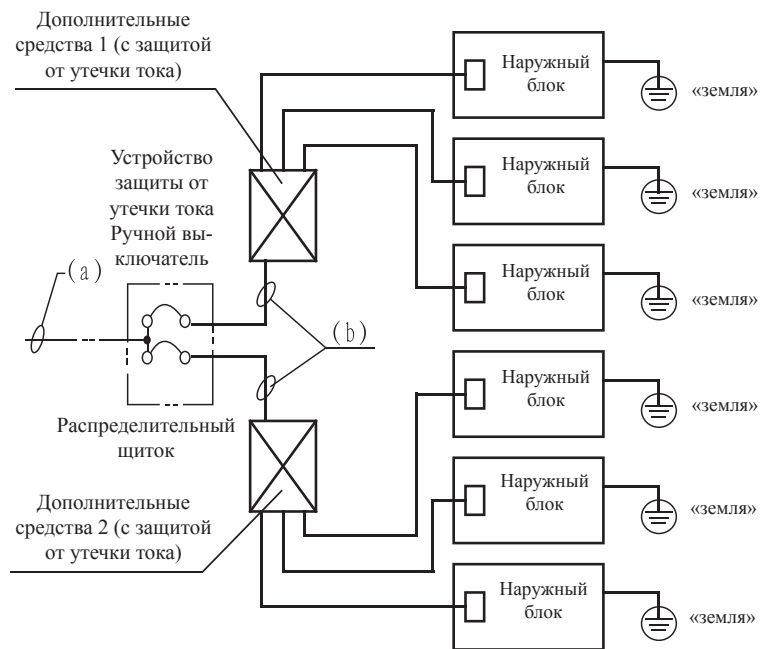 Дополнительные
средства 1 (с защитой
от утечки тока)
Устройство
защиты от
утечки тока
Ручной вы-
ключатель
(a)
(b)
Распределительный
щиток
Дополнительные
средства 2 (с защитой
от утечки тока)
Наружный
блок
«земля»
Наружный
блок
«земля»
Наружный
блок
«земля»
Наружный
блок
«земля»
Наружный
блок
«земля»
Наружный
блок
«земля»